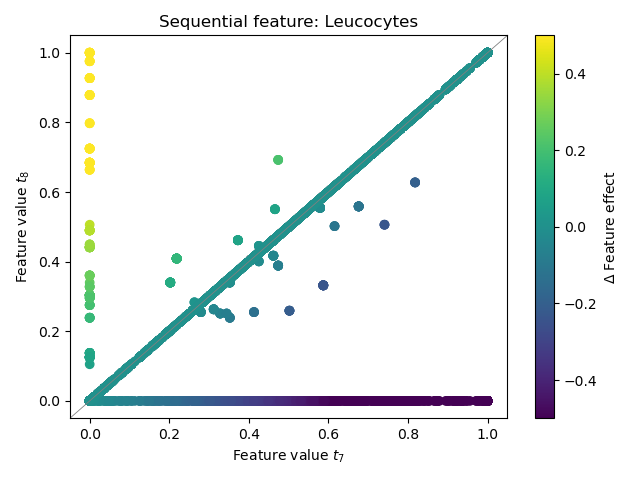 Sequential feature: Leucocytes
Feature value t₈
1.0
0.8
0.6
0.4
0.2
0.0
0.0 0.2 0.4 0.6 0.8 1.0
Feature value t₇
0.4
0.2
0.0
−0.2
−0.4
Δ Feature effect